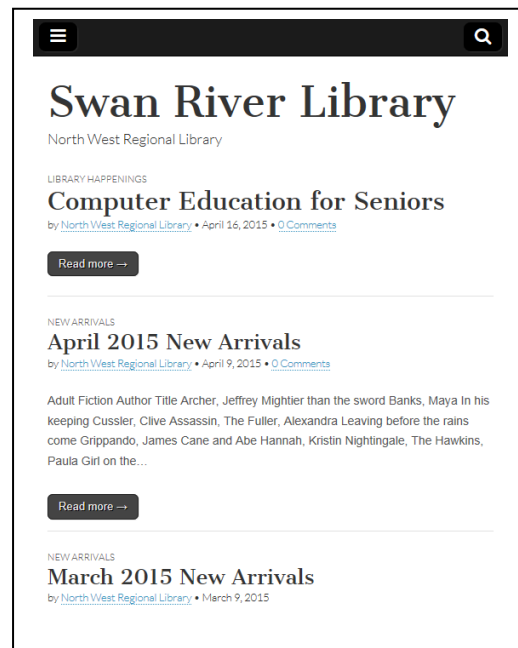 Swan River Library
North West Regional Library
LIBRARY HAPPENINGS
Computer Education for Seniors
by North West Regional Library • April 16, 2015 • 0 Comments
Read more →
NEW ARRIVALS
April 2015 New Arrivals
by North West Regional Library • April 9, 2015 • 0 Comments
Adult Fiction Author Title Archer, Jeffrey Mightier than the sword Banks, Maya In his
keeping Cussler, Clive Assassin, The Fuller, Alexandra Leaving before the rains
come Grippando, James Cane and Abe Hannah, Kristin Nightingale, The Hawkins,
Paula Girl on the…
Read more →
NEW ARRIVALS
March 2015 New Arrivals
by North West Regional Library • March 9, 2015